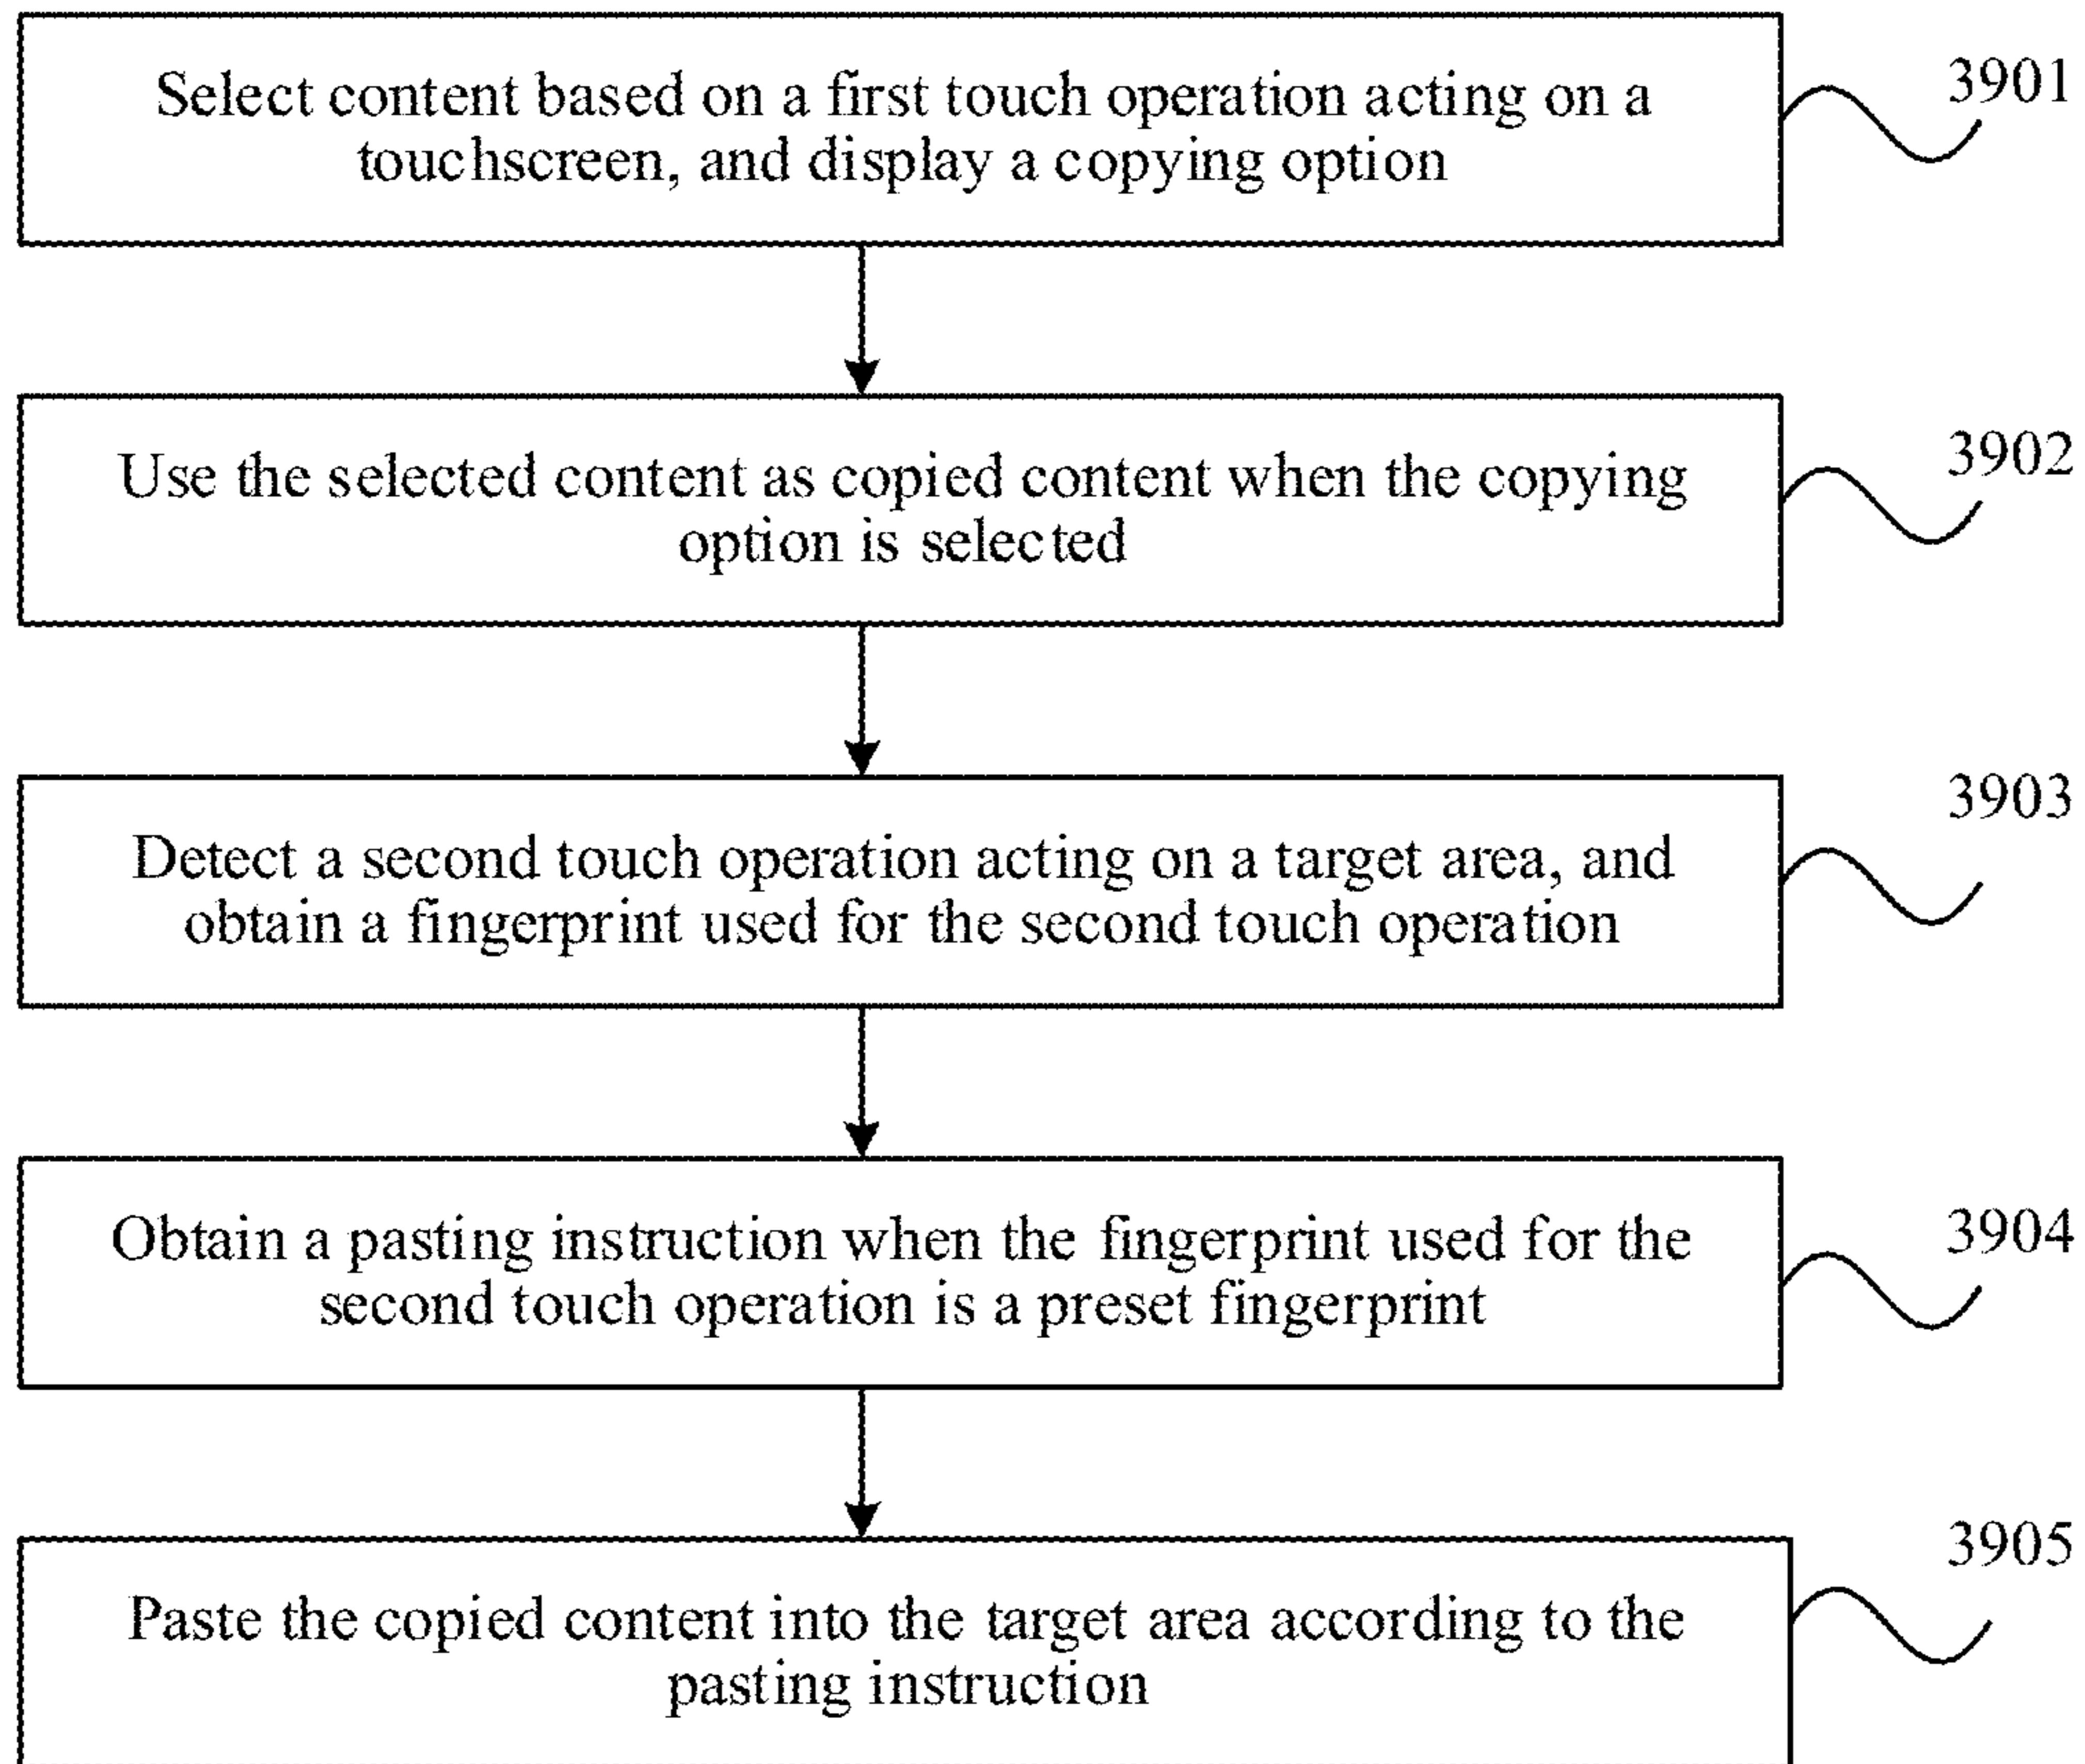 Select content based on a first touch operation acting on a
touchscreen, and display a copying option
3901
Use the selected content as copied content when the copying
option is selected
3902
Detect a second touch operation acting on a target area, and
obtain a fingerprint used for the second touch operation
3903
Obtain a pasting instruction when the fingerprint used for the
second touch operation is a preset fingerprint
3904
Paste the copied content into the target area according to the
pasting instruction
3905